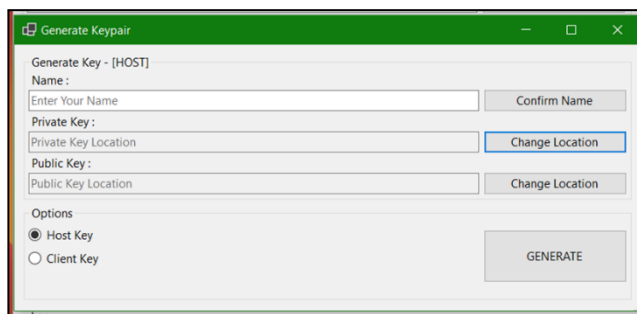 Generate Keypair
Generate Key - [HOST]
Name :
Enter Your Name
Confirm Name
Private Key :
Private Key Location
Change Location
Public Key :
Public Key Location
Change Location
Options
Host Key
Client Key
GENERATE